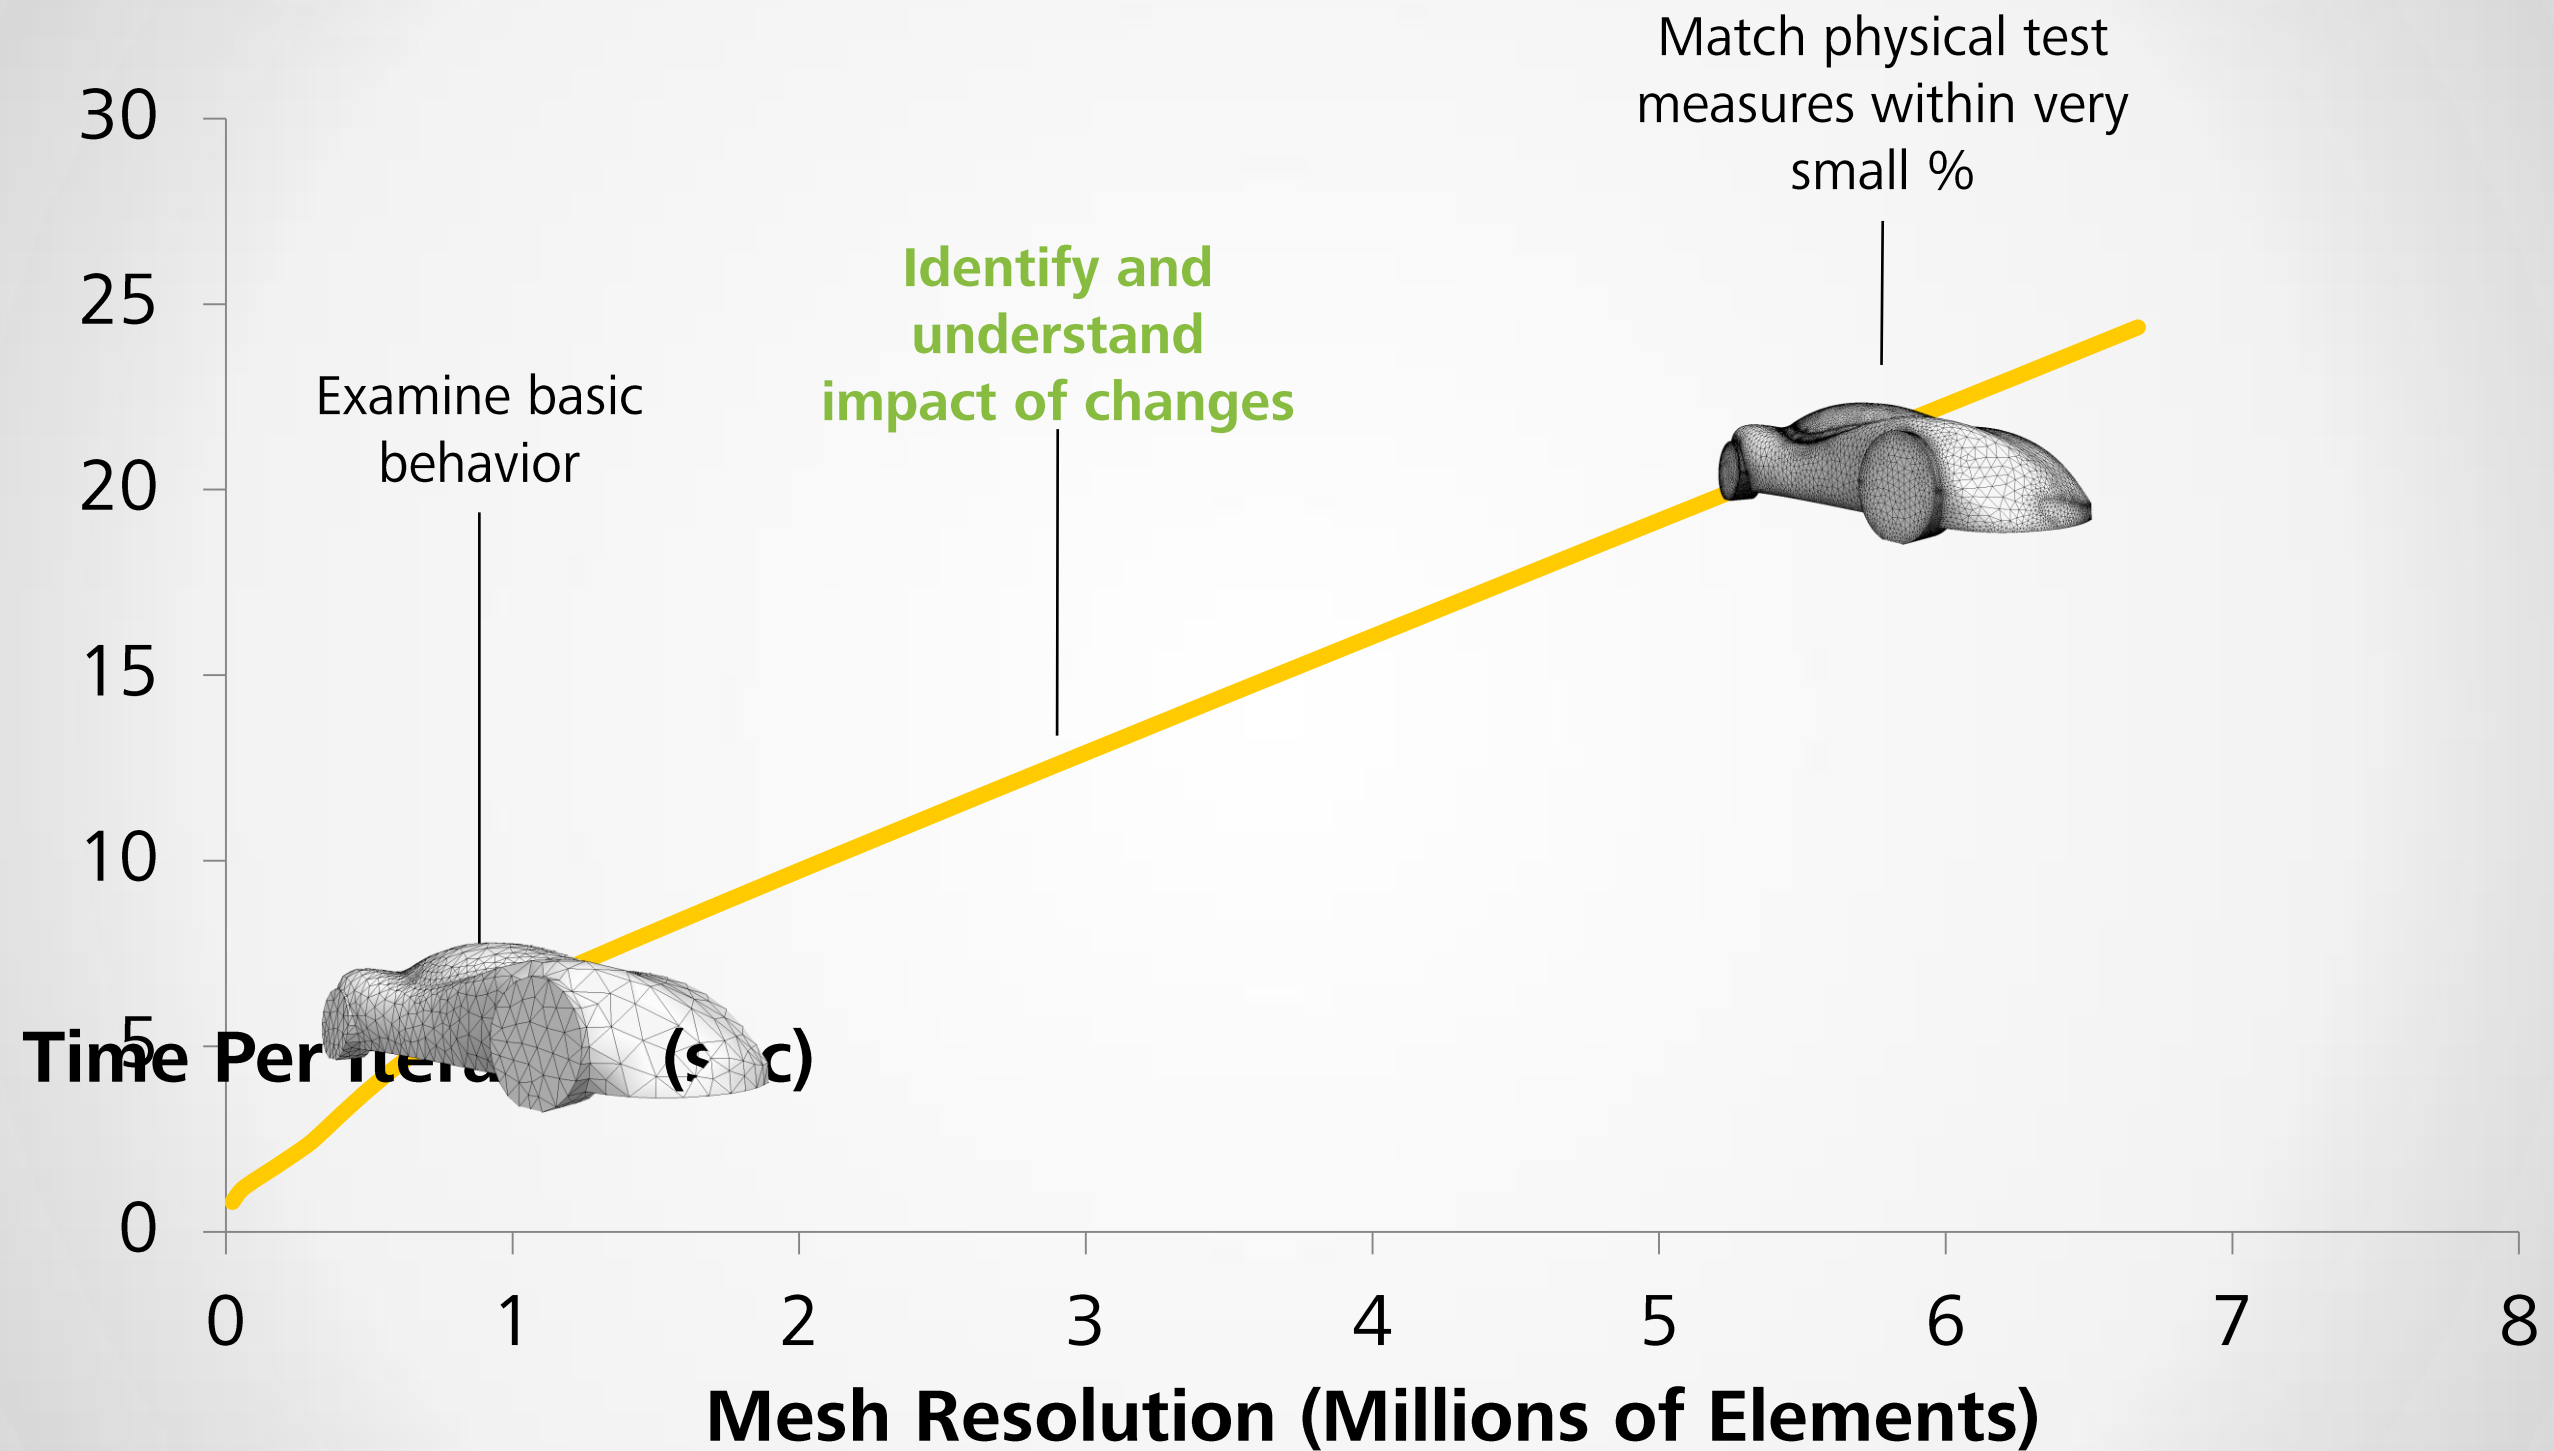 Match physical test
measures within very
small %
30
Identify and
understand
impact of changes
25
Examine basic
behavior
20
15
10
5
Time Per
0
0 1 2 3 4 5 6 7 8
Mesh Resolution (Millions of Elements)